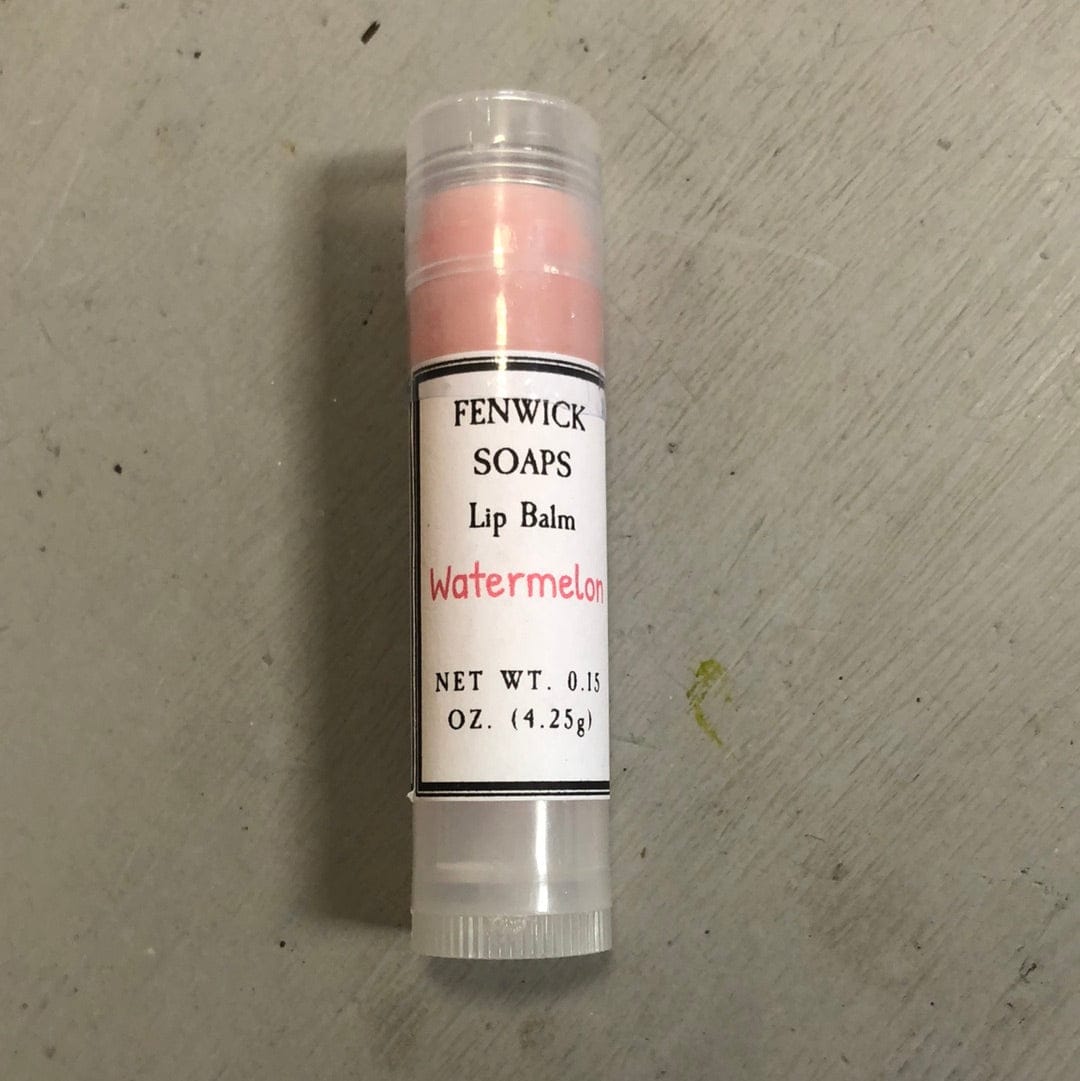 FENWICK
SOAPS
Lip Balm
Watermelon
NET WT. 0.15
OZ. (4.25g)